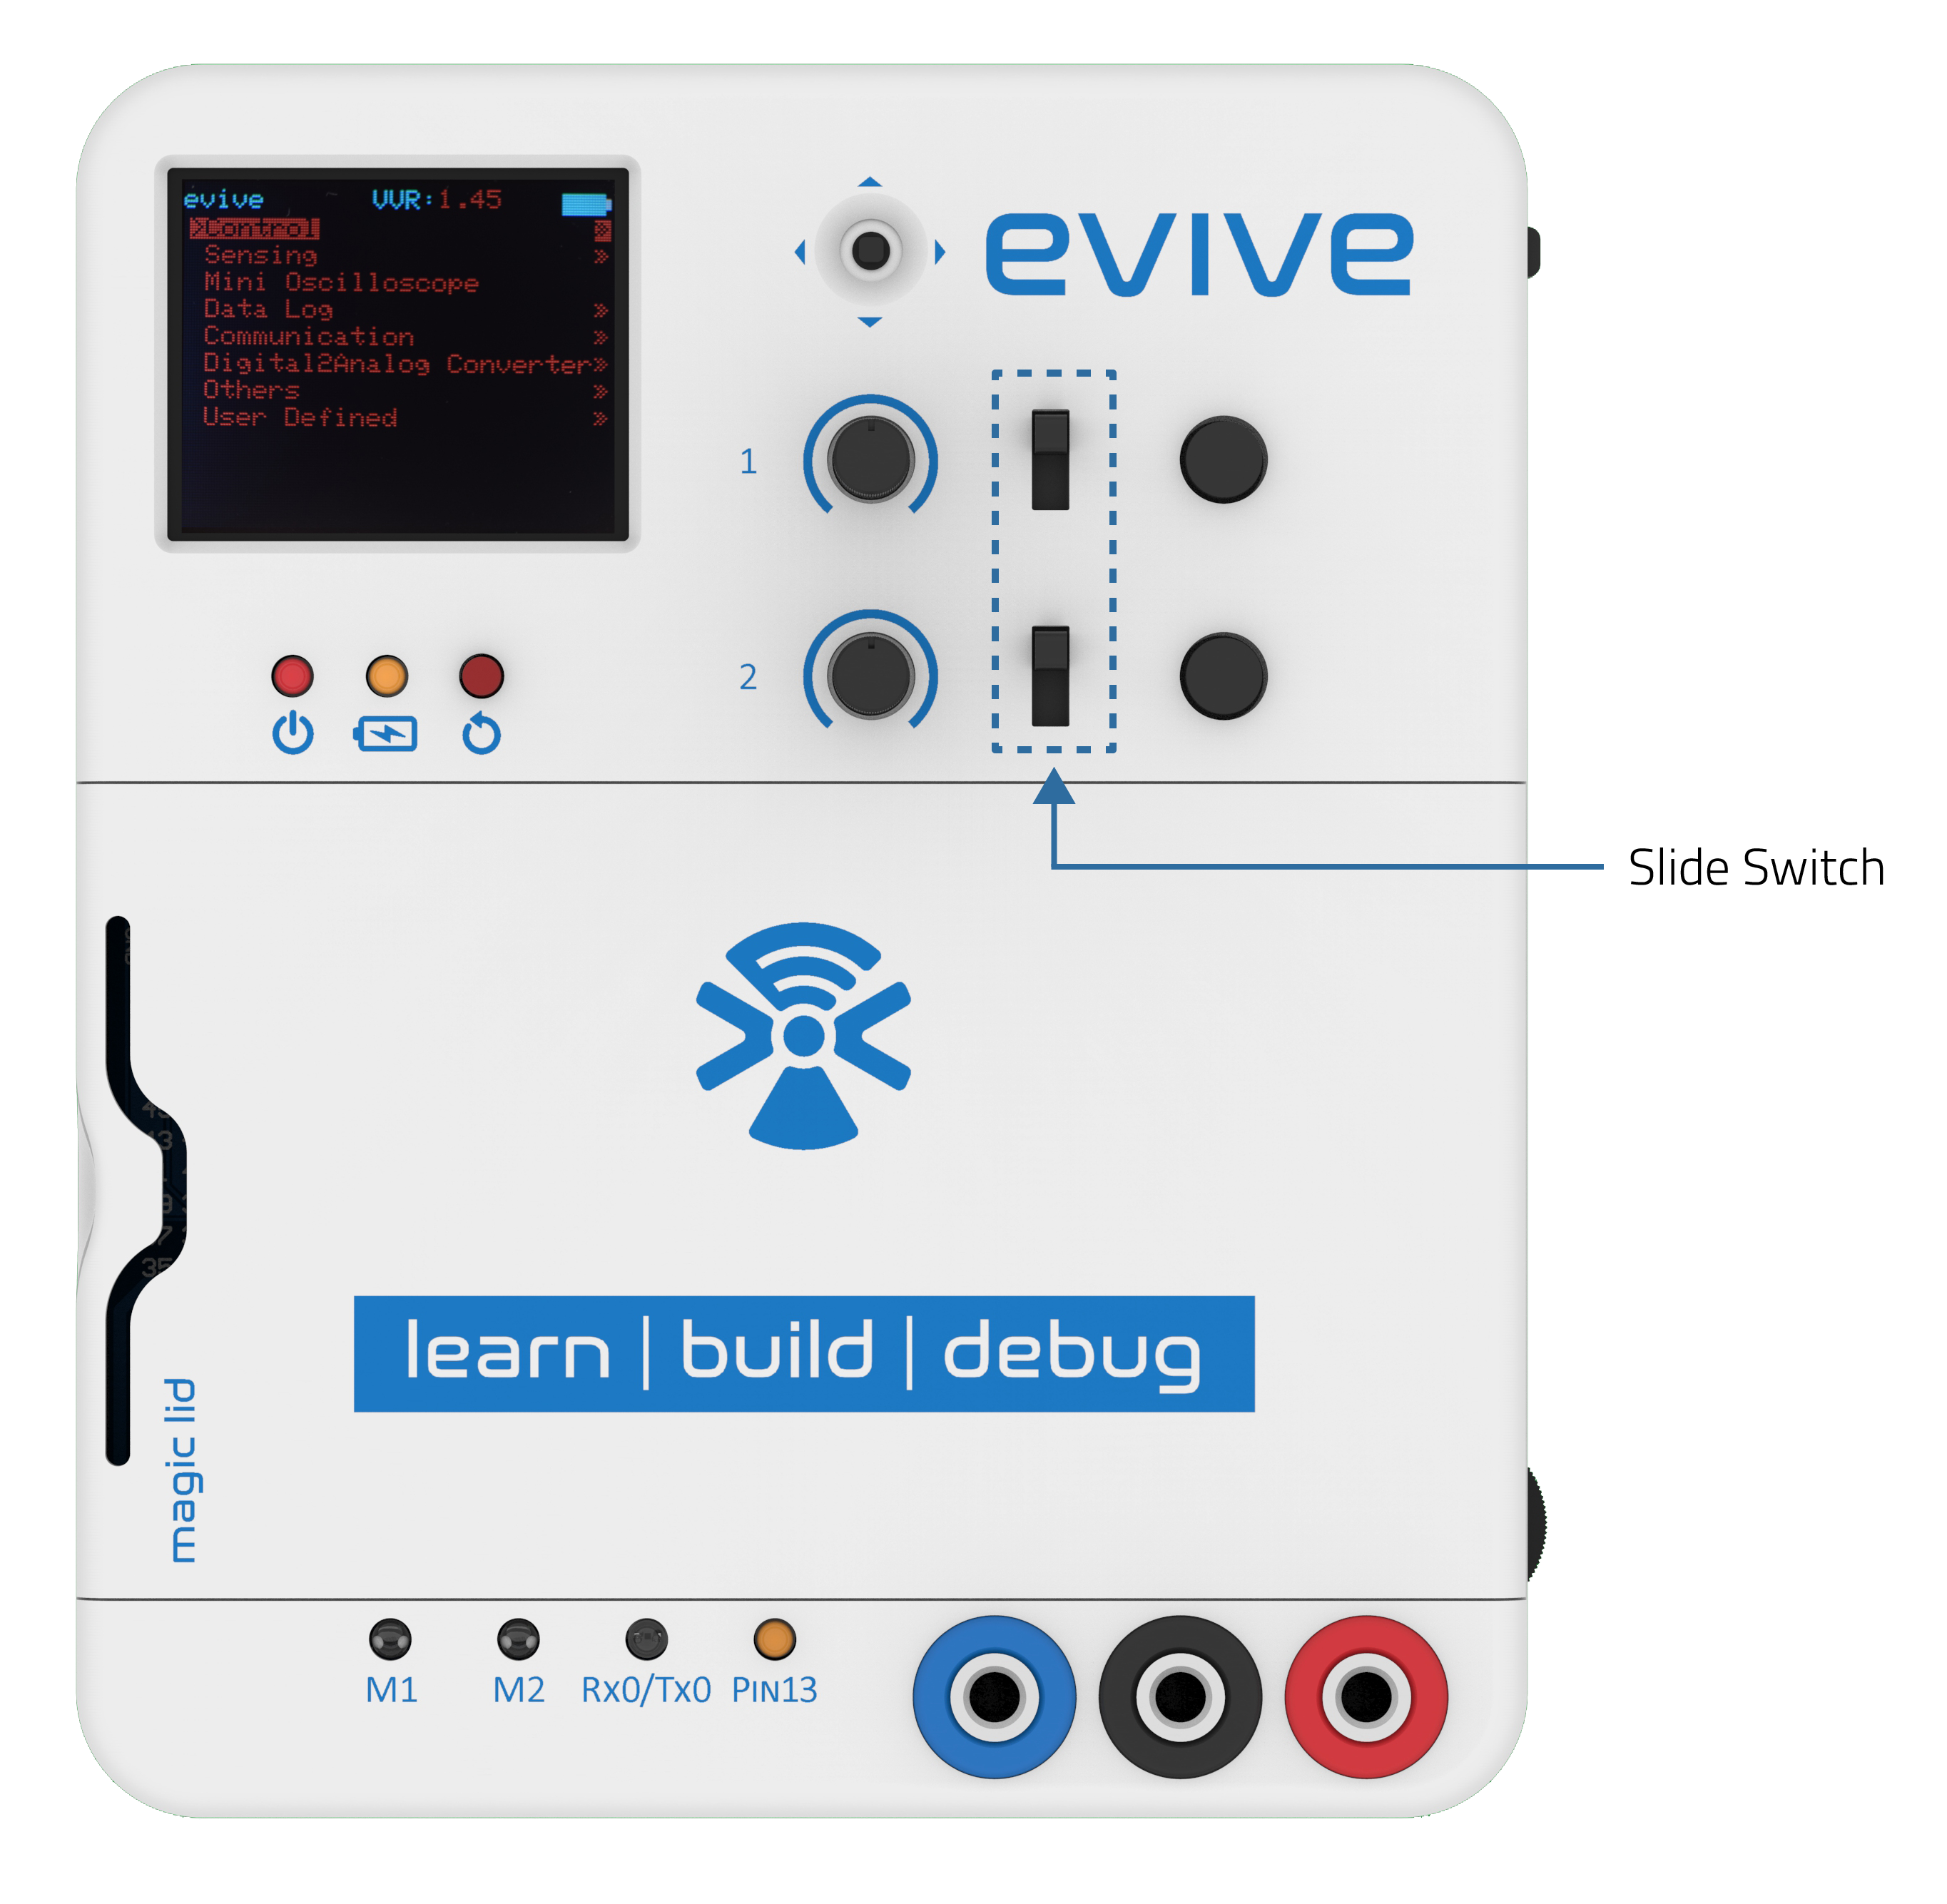 evive VVR:1.45
Control
Sensing
Mini Oscilloscope
Data Log
Communication
Digital2Analog Converter
Others
User Defined
evive
1
2
Slide Switch
learn | build | debug
magic lid
M1 M2 Rx0/Tx0 Pin13